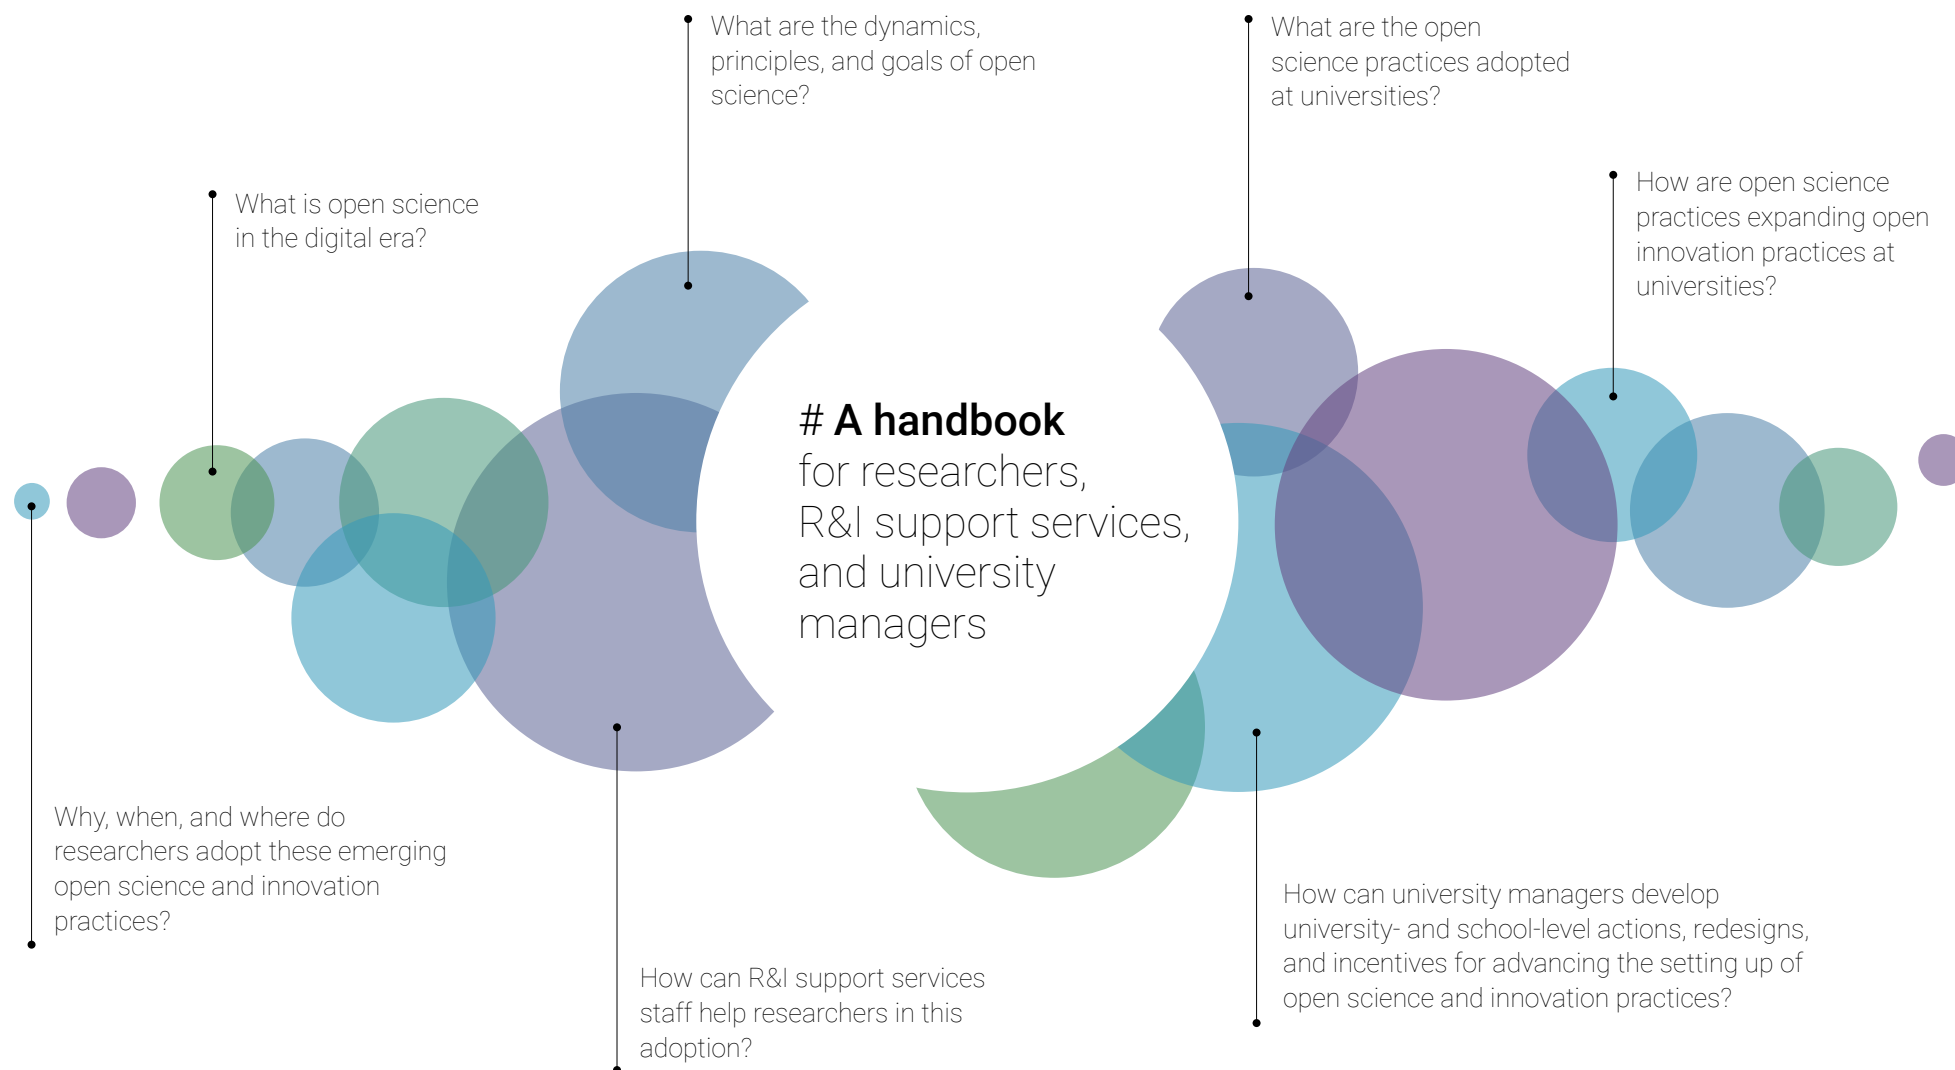 What are the dynamics,
principles, and goals of open
science?
What are the open
science practices adopted
at universities?
What is open science
in the digital era?
How are open science
practices expanding open
innovation practices at
universities?
# A handbook
for researchers,
R&I support services,
and university
managers
Why, when, and where do
researchers adopt these emerging
open science and innovation
practices?
How can R&I support services
staff help researchers in this
adoption?
How can university managers develop
university- and school-level actions, redesigns,
and incentives for advancing the setting up of
open science and innovation practices?